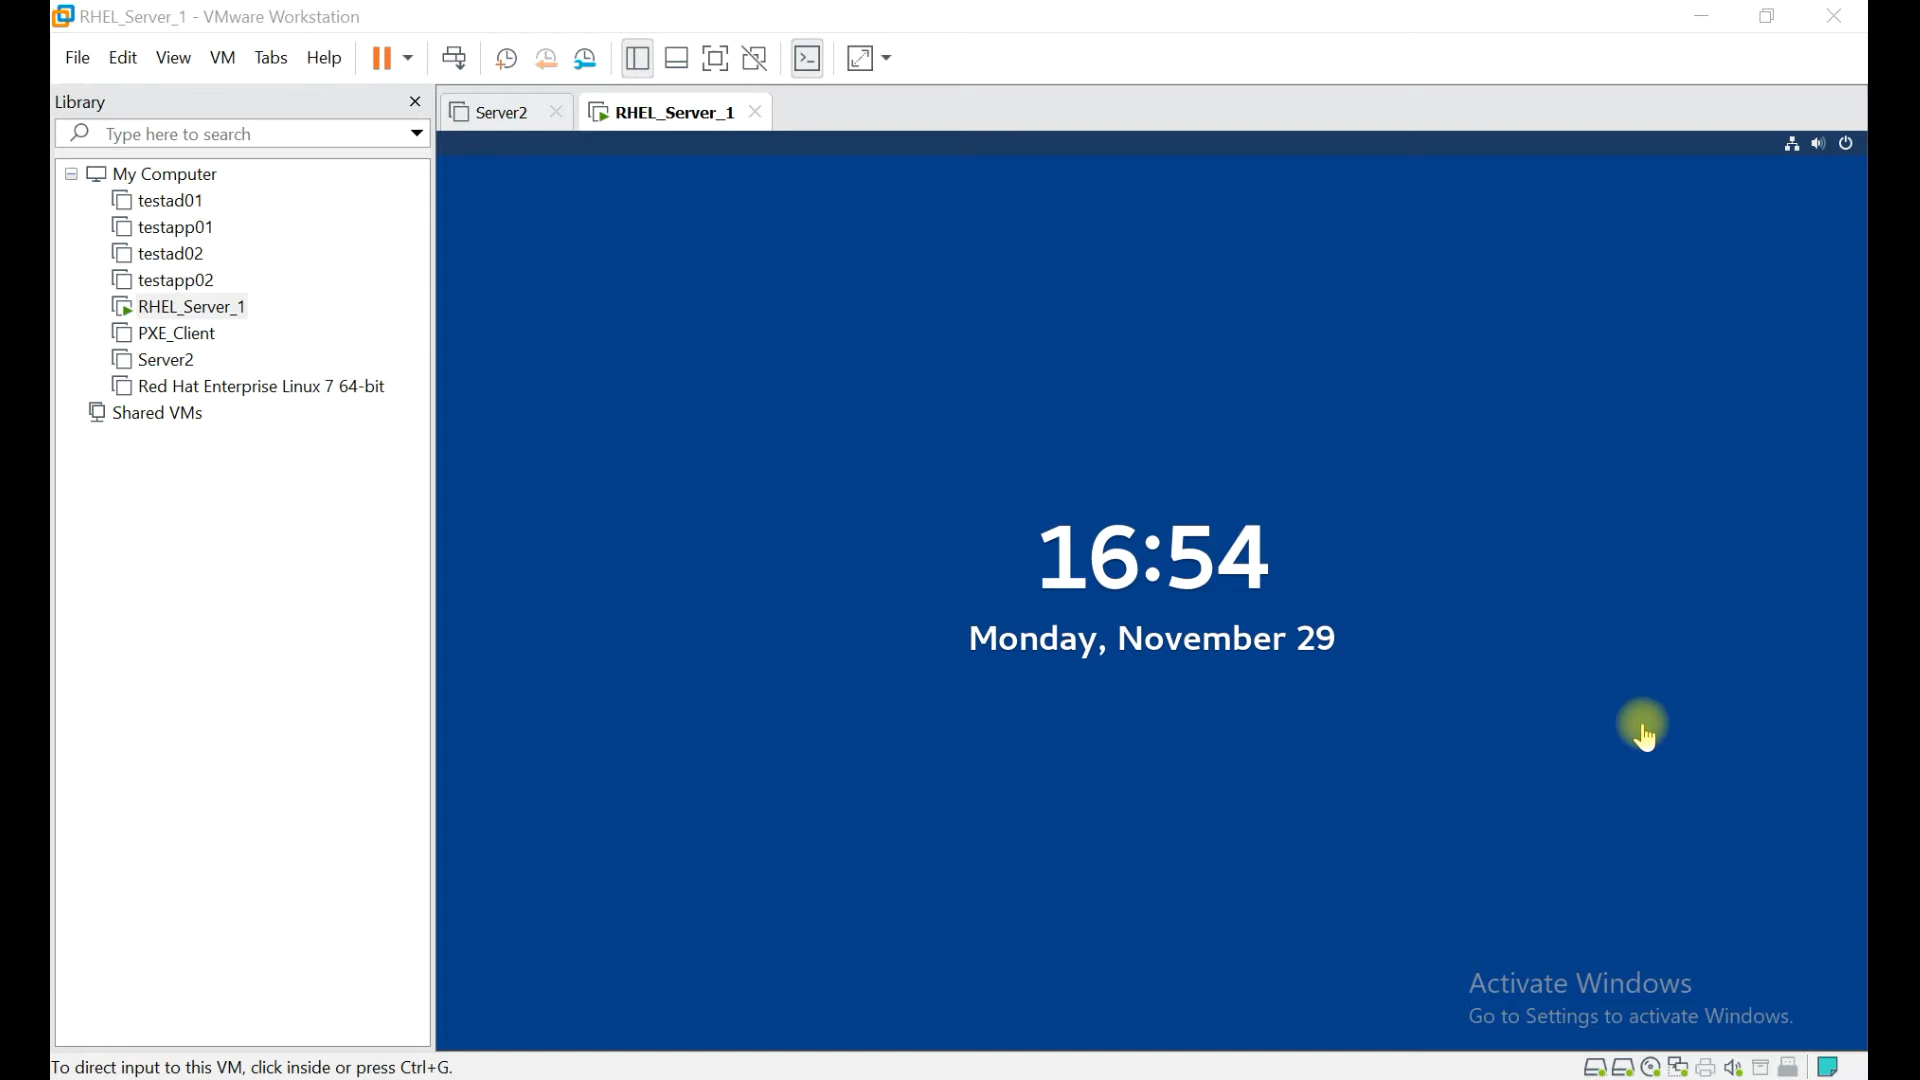 RHEL_Server_1 - VMware Workstation
File Edit View VM Tabs Help
Library
Type here to search
Server2 RHEL_Server_1
My Computer
testad01
testapp01
testad02
testapp02
RHEL_Server_1
PXE_Client
Server2
Red Hat Enterprise Linux 7 64-bit
Shared VMs
16:54
Monday, November 29
Activate Windows
Go to Settings to activate Windows.
To direct input to this VM, click inside or press Ctrl+G.